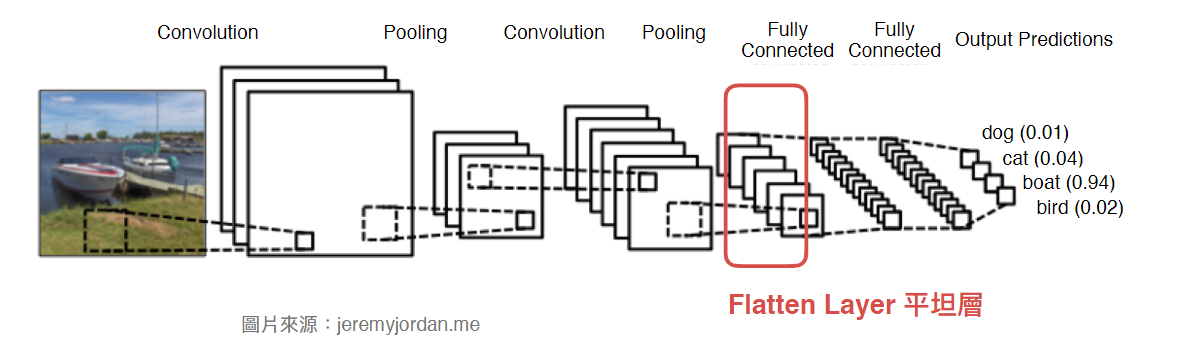 Convolution
Pooling
Convolution
Pooling
Fully
Connected
Fully
Connected
Output Predictions
dog (0.01)
cat (0.04)
boat (0.94)
bird (0.02)
Flatten Layer 平坦層
圖片來源：jeremyjordan.me